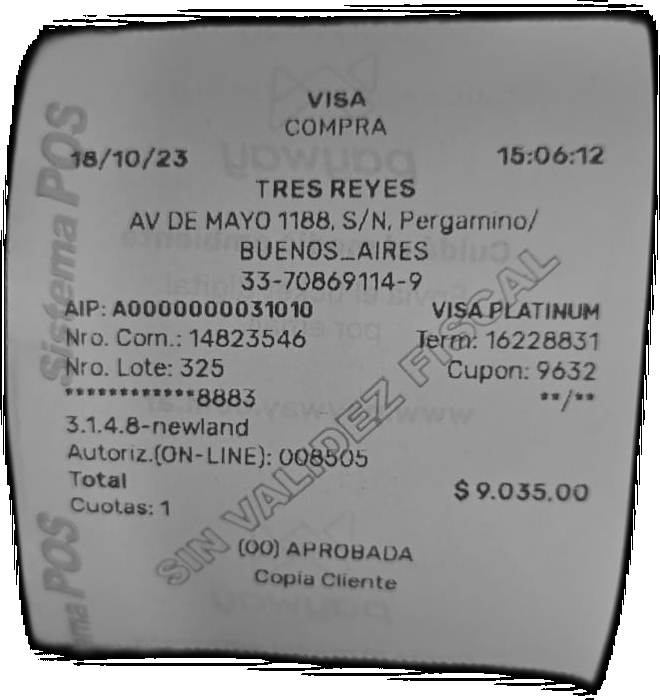 VISA
COMPRA
18/10/23 15:06:12
TRES REYES
AV DE MAYO 1188, S/N, Pergamino/
BUENOS_AIRES
33-70869114-9
AIP: A0000000031010 VISA PLATINUM
Nro. Com.: 14823546 Term: 16228831
Nro. Lote: 325 Cupon: 9632
************8883 **/**
3.1.4.8-newland
Autoriz.(ON-LINE): 008505
Total $ 9.035,00
Cuotas: 1
(00) APROBADA
Copia Cliente
SIN VALIDEZ FISCAL
Sistema POS
ma POS
payway